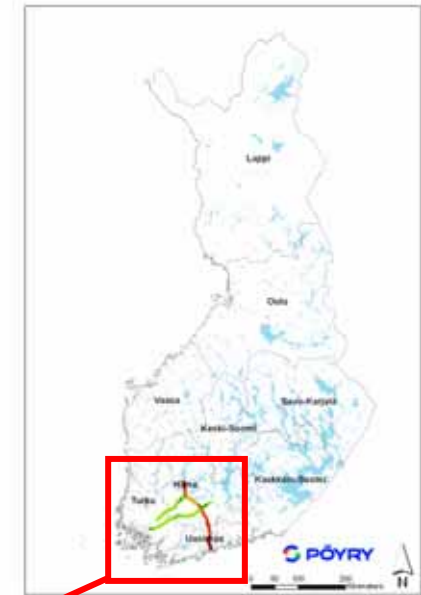 Lappi
Oulu
Vaasa
Savo-Karjala
Keski-Suomi
Kaakkois-Suomi
Häme
Turku
Uusimaa
PÖYRY
N